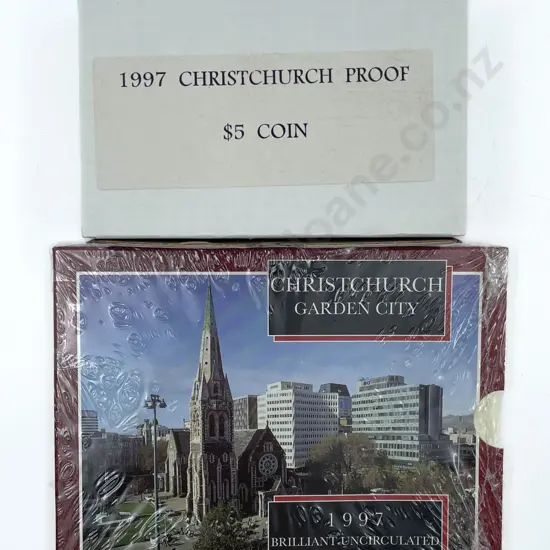 1997 CHRISTCHURCH PROOF
$5 COIN
CHRISTCHURCH
GARDEN CITY
1997
BRILLIANT UNCIRCULATED